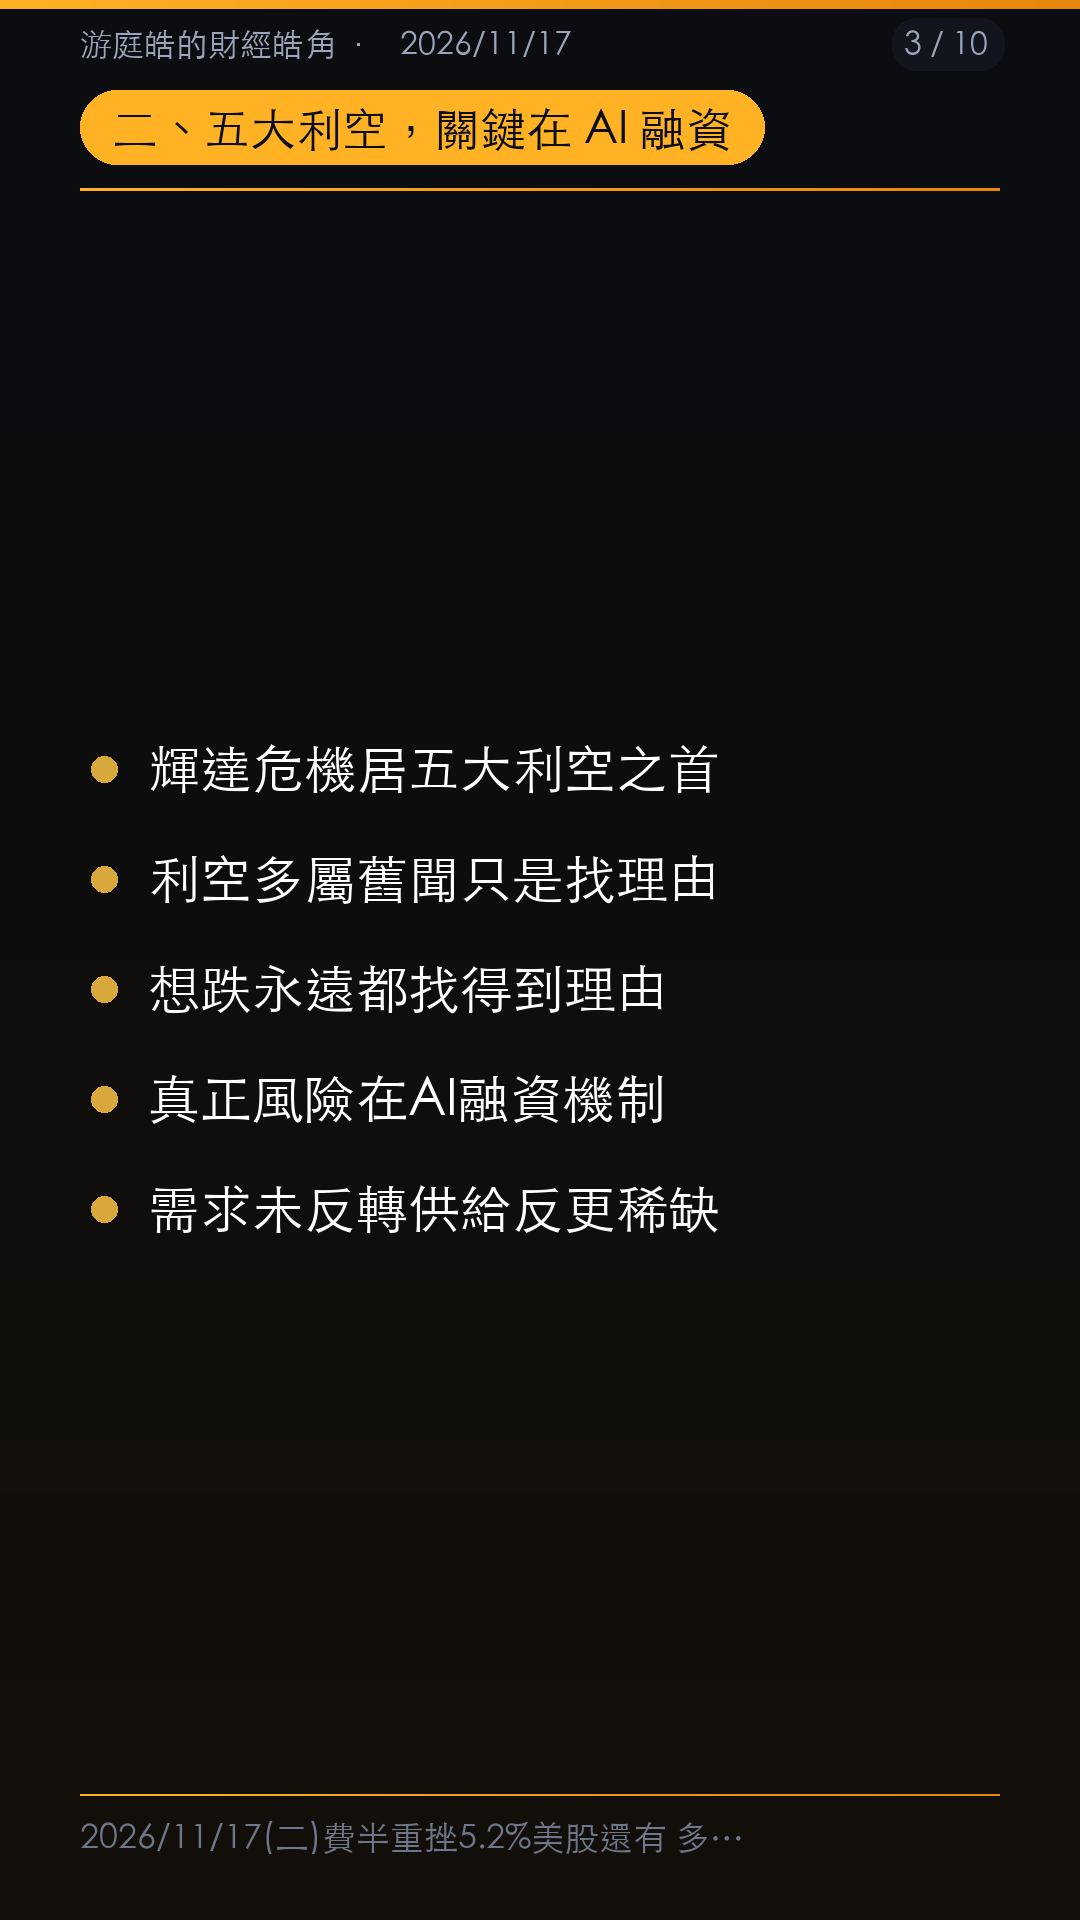 游庭皓的財經皓角 · 2026/11/17
3 / 10
二、五大利空，關鍵在 AI 融資
輝達危機居五大利空之首
利空多屬舊聞只是找理由
想跌永遠都找得到理由
真正風險在AI融資機制
需求未反轉供給反更稀缺
2026/11/17(二)費半重挫5.2%美股還有 多⋯